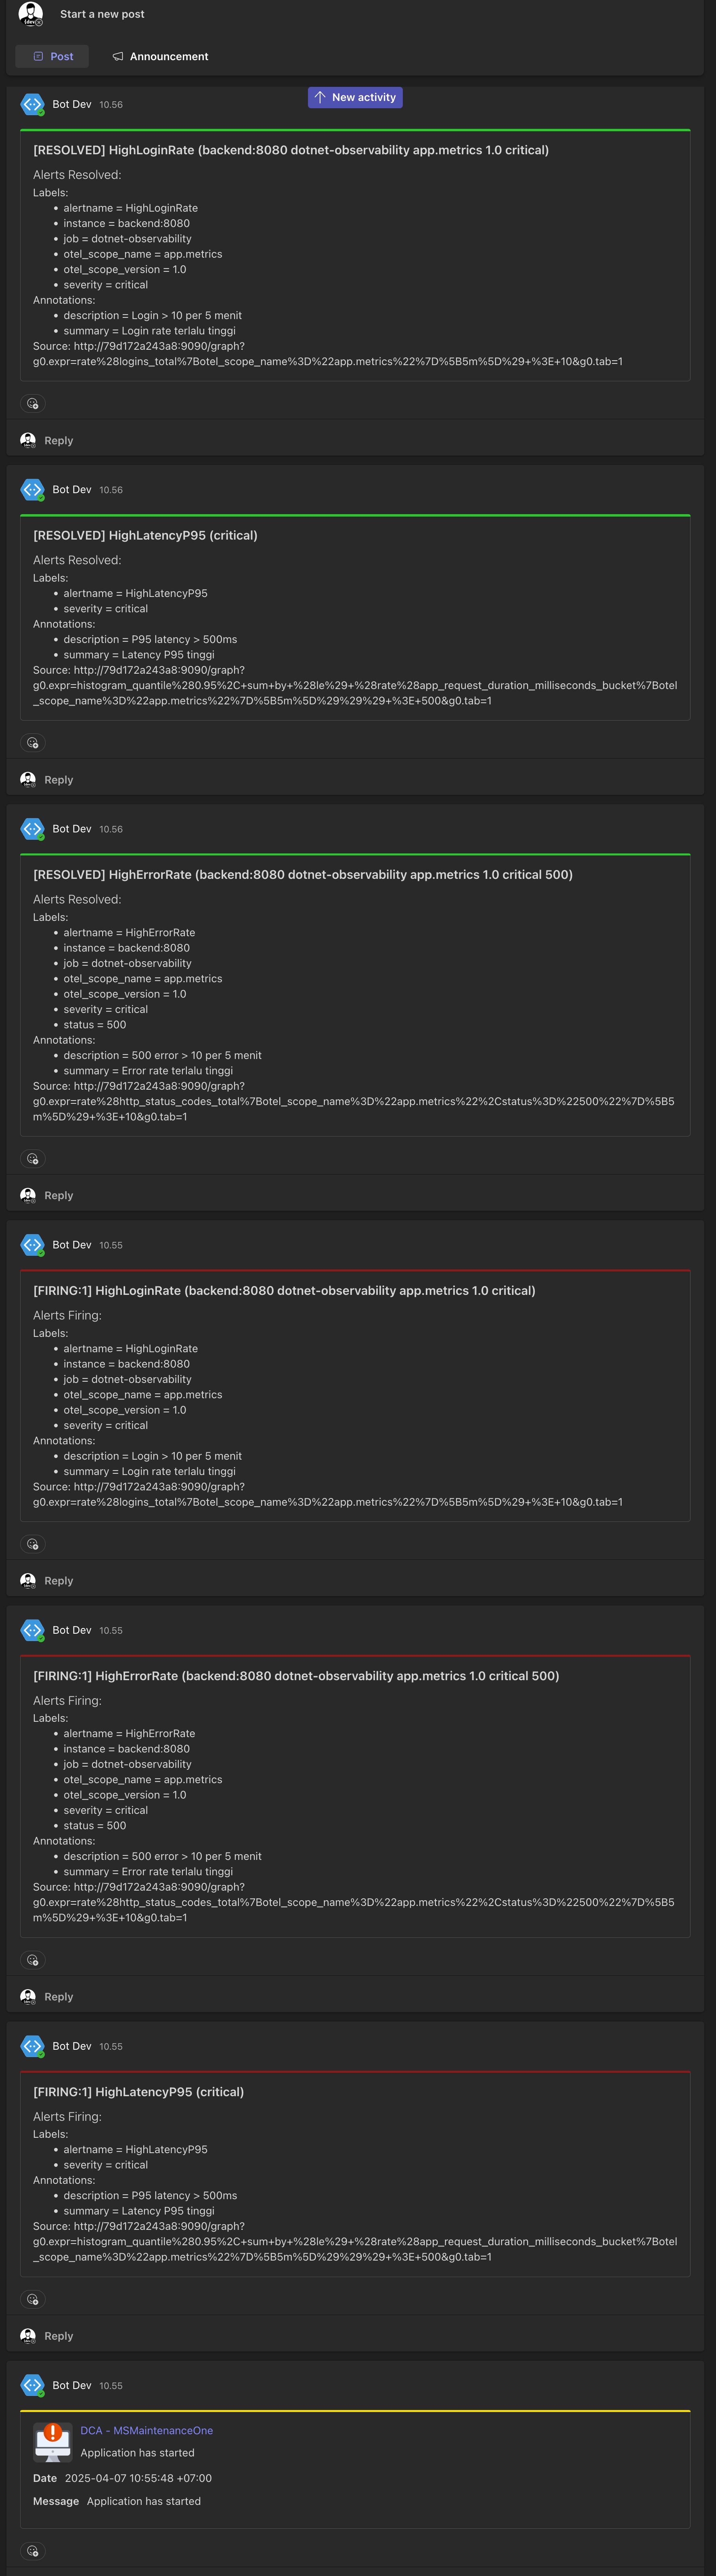 Start a new post
Post
Announcement
New activity
Bot Dev 10.56
[RESOLVED] HighLoginRate (backend:8080 dotnet-observability app.metrics 1.0 critical)
Alerts Resolved:
Labels:
• alertname = HighLoginRate
• instance = backend:8080
• job = dotnet-observability
• otel_scope_name = app.metrics
• otel_scope_version = 1.0
• severity = critical
Annotations:
• description = Login > 10 per 5 menit
• summary = Login rate terlalu tinggi
Source: http://79d172a243a8:9090/graph?
g0.expr=rate%28logins_total%7Botel_scope_name%3D%22app.metrics%22%7D%5B5m%5D%29+%3E+10&g0.tab=1
Reply
Bot Dev 10.56
[RESOLVED] HighLatencyP95 (critical)
Alerts Resolved:
Labels:
• alertname = HighLatencyP95
• severity = critical
Annotations:
• description = P95 latency > 500ms
• summary = Latency P95 tinggi
Source: http://79d172a243a8:9090/graph?
g0.expr=histogram_quantile%280.95%2C+sum+by+%28le%29+%28rate%28app_request_duration_milliseconds_bucket%7Botel
_scope_name%3D%22app.metrics%22%7D%5B5m%5D%29%29%29+%3E+500&g0.tab=1
Reply
Bot Dev 10.56
[RESOLVED] HighErrorRate (backend:8080 dotnet-observability app.metrics 1.0 critical 500)
Alerts Resolved:
Labels:
• alertname = HighErrorRate
• instance = backend:8080
• job = dotnet-observability
• otel_scope_name = app.metrics
• otel_scope_version = 1.0
• severity = critical
• status = 500
Annotations:
• description = 500 error > 10 per 5 menit
• summary = Error rate terlalu tinggi
Source: http://79d172a243a8:9090/graph?
g0.expr=rate%28http_status_codes_total%7Botel_scope_name%3D%22app.metrics%22%2Cstatus%3D%22500%22%7D%5B5
m%5D%29+%3E+10&g0.tab=1
Reply
Bot Dev 10.55
[FIRING:1] HighLoginRate (backend:8080 dotnet-observability app.metrics 1.0 critical)
Alerts Firing:
Labels:
• alertname = HighLoginRate
• instance = backend:8080
• job = dotnet-observability
• otel_scope_name = app.metrics
• otel_scope_version = 1.0
• severity = critical
Annotations:
• description = Login > 10 per 5 menit
• summary = Login rate terlalu tinggi
Source: http://79d172a243a8:9090/graph?
g0.expr=rate%28logins_total%7Botel_scope_name%3D%22app.metrics%22%7D%5B5m%5D%29+%3E+10&g0.tab=1
Reply
Bot Dev 10.55
[FIRING:1] HighErrorRate (backend:8080 dotnet-observability app.metrics 1.0 critical 500)
Alerts Firing:
Labels:
• alertname = HighErrorRate
• instance = backend:8080
• job = dotnet-observability
• otel_scope_name = app.metrics
• otel_scope_version = 1.0
• severity = critical
• status = 500
Annotations:
• description = 500 error > 10 per 5 menit
• summary = Error rate terlalu tinggi
Source: http://79d172a243a8:9090/graph?
g0.expr=rate%28http_status_codes_total%7Botel_scope_name%3D%22app.metrics%22%2Cstatus%3D%22500%22%7D%5B5
m%5D%29+%3E+10&g0.tab=1
Reply
Bot Dev 10.55
[FIRING:1] HighLatencyP95 (critical)
Alerts Firing:
Labels:
• alertname = HighLatencyP95
• severity = critical
Annotations:
• description = P95 latency > 500ms
• summary = Latency P95 tinggi
Source: http://79d172a243a8:9090/graph?
g0.expr=histogram_quantile%280.95%2C+sum+by+%28le%29+%28rate%28app_request_duration_milliseconds_bucket%7Botel
_scope_name%3D%22app.metrics%22%7D%5B5m%5D%29%29%29+%3E+500&g0.tab=1
Reply
Bot Dev 10.55
DCA - MSMaintenanceOne
Application has started
Date 2025-04-07 10:55:48 +07:00
Message Application has started